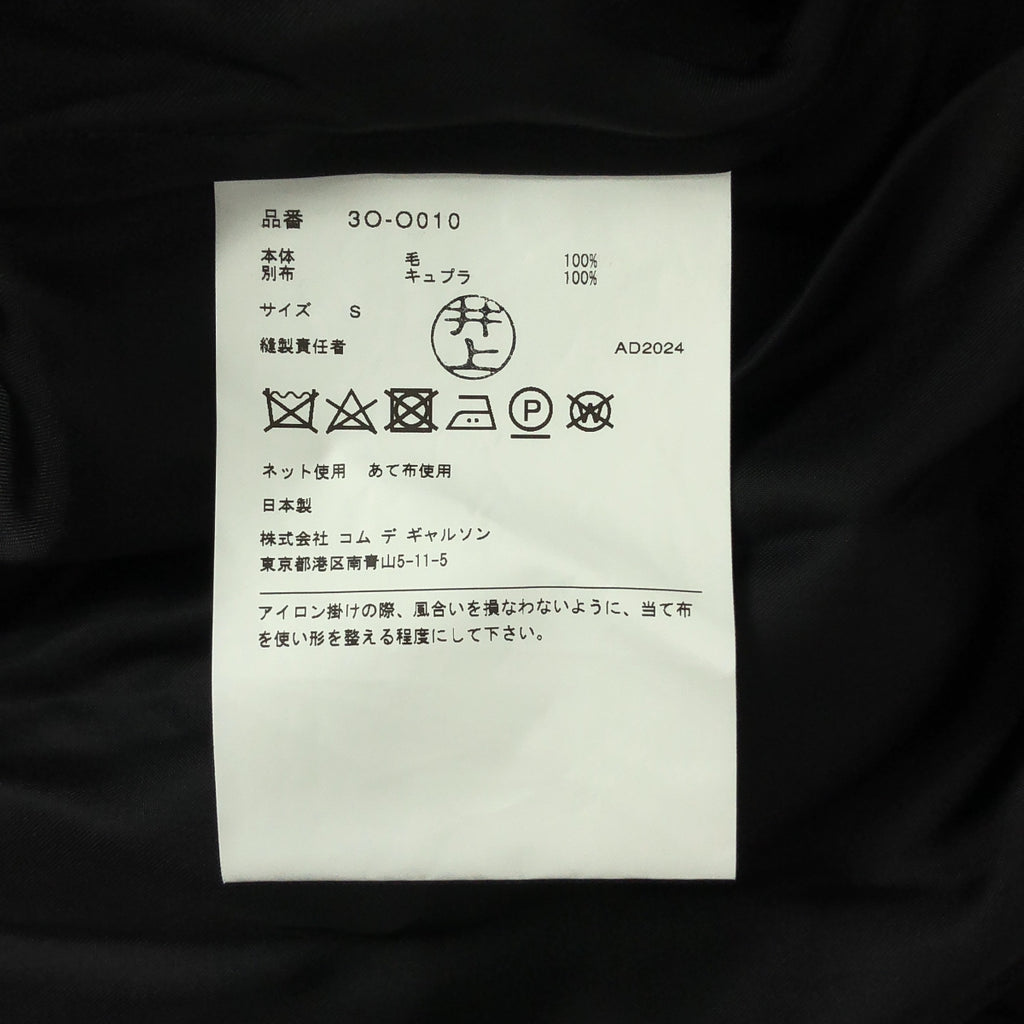 品番 3O-O010
本体 毛 100%
別布 キュプラ 100%
サイズ S
井上
縫製責任者 AD2024
P W
ネット使用 あて布使用
日本製
株式会社 コム デ ギャルソン
東京都港区南青山5-11-5
アイロン掛けの際、風合いを損なわないように、当て布
を使い形を整える程度にして下さい。